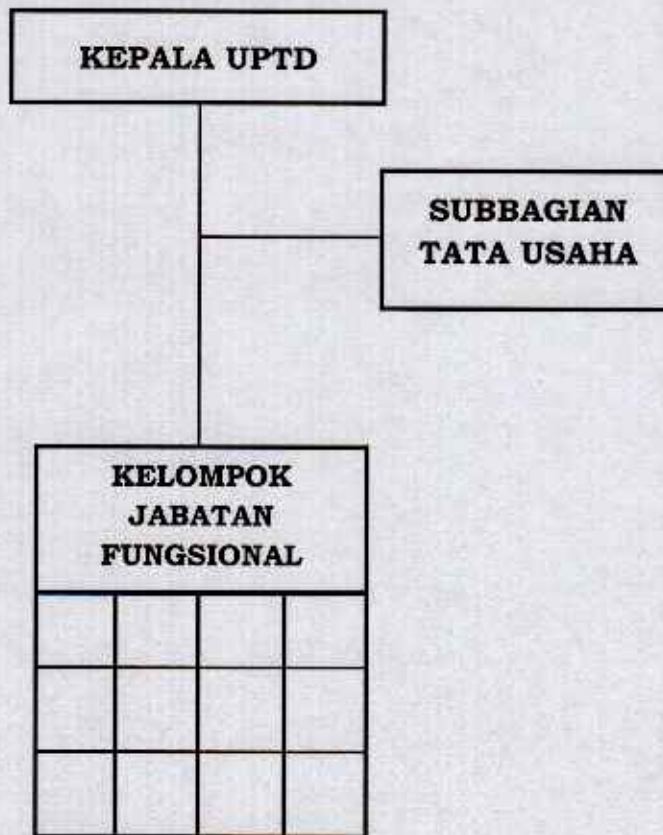 KEPALA UPTD
SUBBAGIAN
TATA USAHA
KELOMPOK
JABATAN
FUNGSIONAL